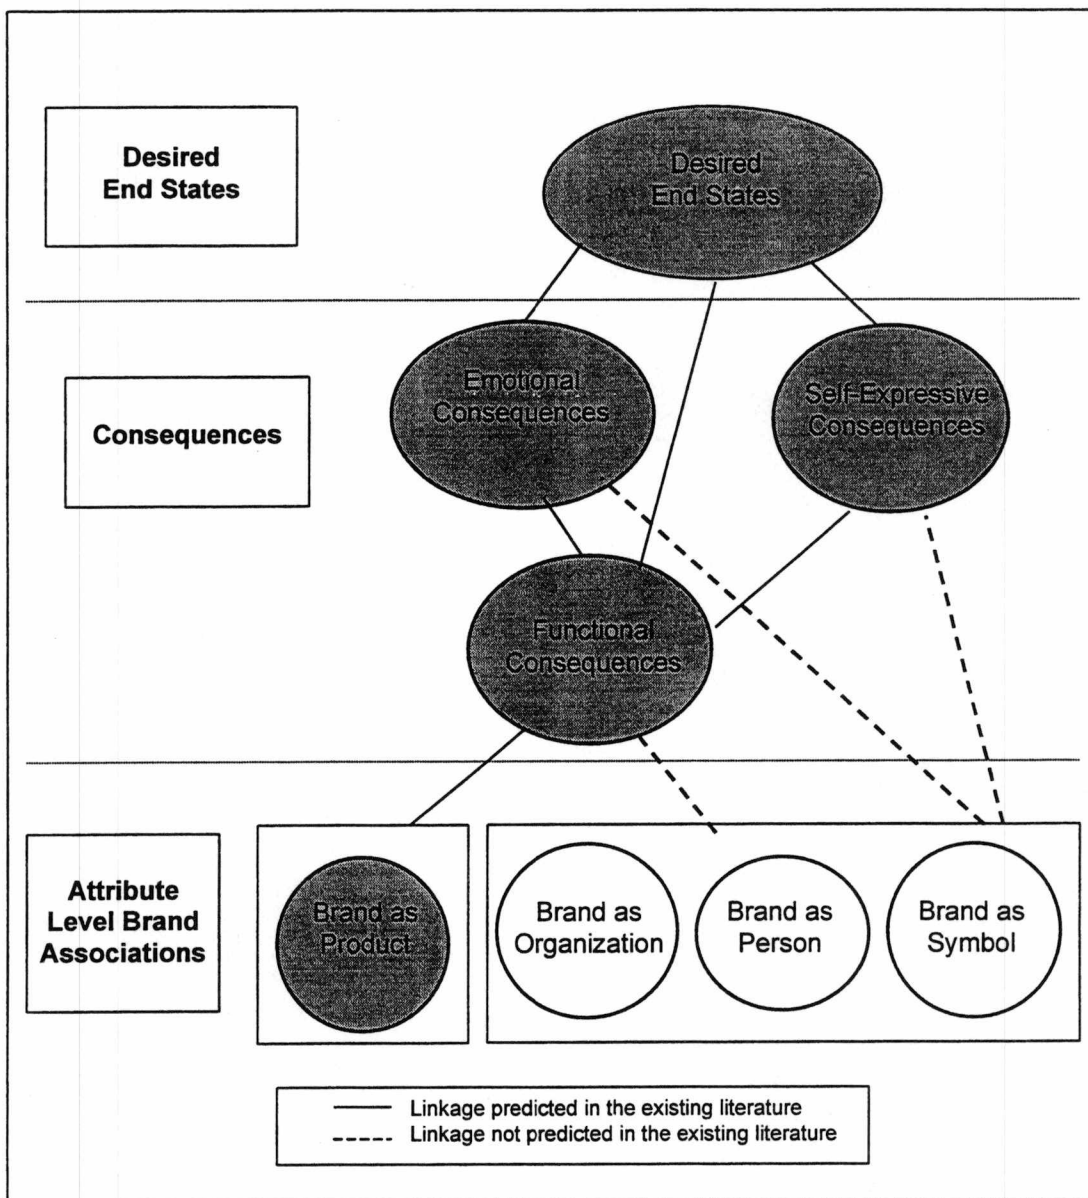 Desired
End States
Desired
End States
Consequences
Emotional
Consequences
Self-Expressive
Consequences
Functional
Consequences
Attribute
Level Brand
Associations
Brand as
Product
Brand as
Organization
Brand as
Person
Brand as
Symbol
Linkage predicted in the existing literature
Linkage not predicted in the existing literature